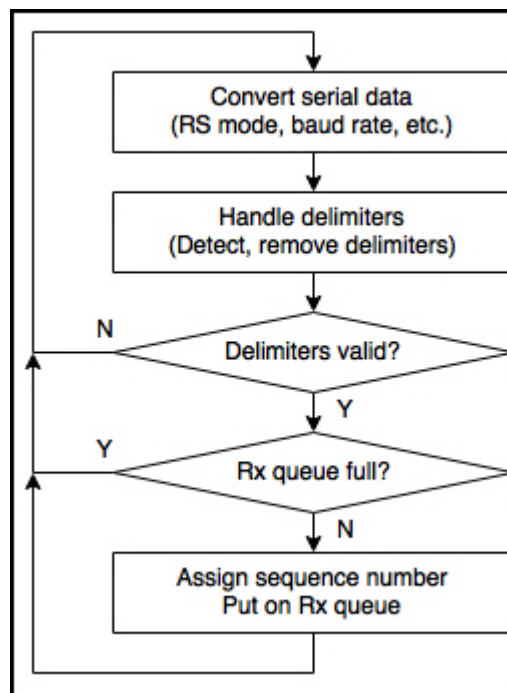 Convert serial data
(RS mode, baud rate, etc.)
Handle delimiters
(Detect, remove delimiters)
N
Delimiters valid?
Y
Y
Rx queue full?
N
Assign sequence number
Put on Rx queue